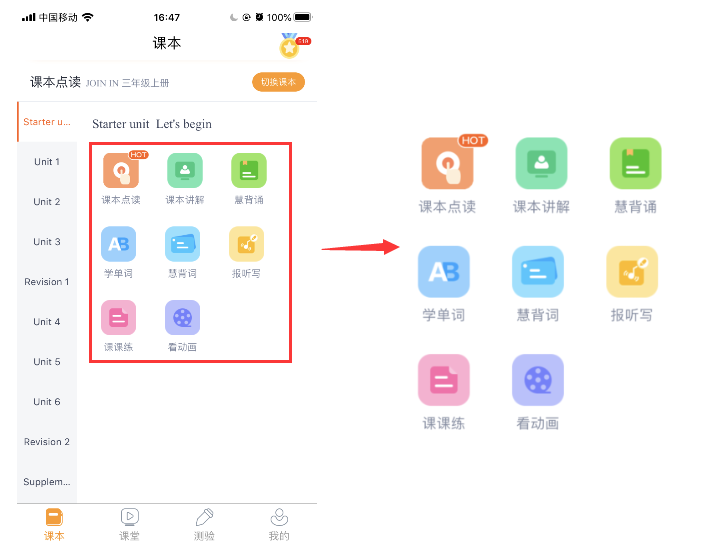 中国移动 16:47 100%
课本
518
课本点读 JOIN IN 三年级上册 切换课本
Starter u...
Unit 1
Unit 2
Unit 3
Revision 1
Unit 4
Unit 5
Unit 6
Revision 2
Supplem...
Starter unit Let's begin
HOT
课本点读 课本讲解 慧背诵
AB
学单词 慧背词 报听写
课课练 看动画
课本 课堂 测验 我的
HOT
课本点读 课本讲解 慧背诵
AB
学单词 慧背词 报听写
课课练 看动画